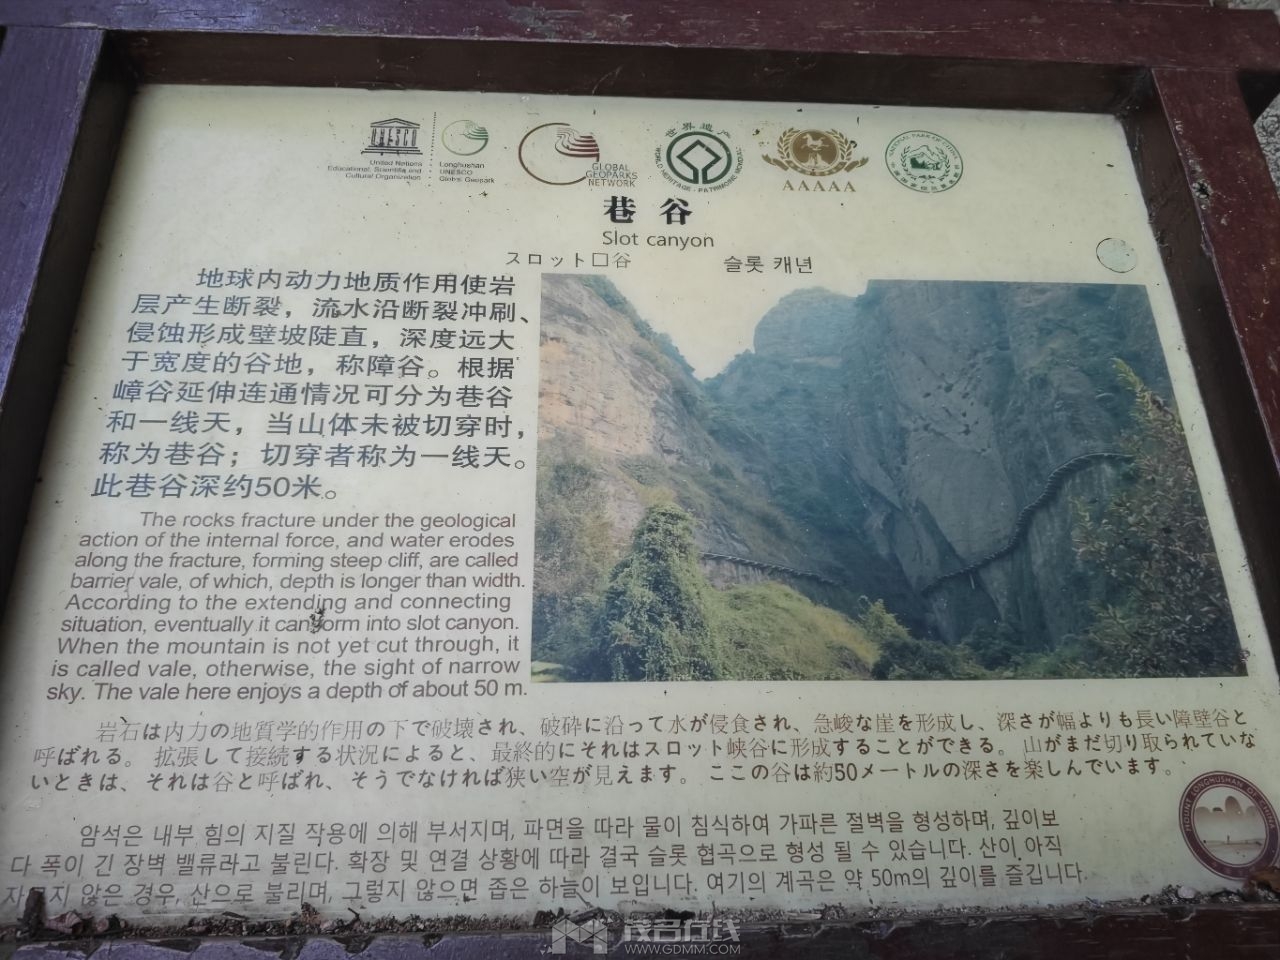 United Nations
Educational, Scientific and
Cultural Organization
Longhushan
UNESCO
Global Geopark
GLOBAL
GEOPARKS
NETWORK
世界遗产
WORLD HERITAGE • PATRIMOINE MONDIAL
AAAAA
NATIONAL PARK OF CHINA
巷谷
Slot canyon
スロット□谷
슬롯 캐년
地球内动力地质作用使岩
层产生断裂，流水沿断裂冲刷、
侵蚀形成壁坡陡直，深度远大
于宽度的谷地，称障谷。根据
嶂谷延伸连通情况可分为巷谷
和一线天，当山体未被切穿时，
称为巷谷；切穿者称为一线天。
此巷谷深约50米。
The rocks fracture under the geological
action of the internal force, and water erodes
along the fracture, forming steep cliff, are called
barrier vale, of which, depth is longer than width.
According to the extending and connecting
situation, eventually it can form into slot canyon.
When the mountain is not yet cut through, it
is called vale, otherwise, the sight of narrow
sky. The vale here enjoys a depth of about 50 m.
岩石は内力の地質学的作用の下で破壊され、破砕に沿って水が侵食され、急峻な崖を形成し、深さが幅よりも長い障壁谷と
呼ばれる。 拡張して接続する状況によると、最終的にそれはスロット峡谷に形成することができる。 山がまだ切り取られていな
いときは、それは谷と呼ばれ、そうでなければ狭い空が見えます。 ここの谷は約50メートルの深さを楽しんでいます。
암석은 내부 힘의 지질 작용에 의해 부서지며, 파면을 따라 물이 침식하여 가파른 절벽을 형성하며, 깊이보
다 폭이 긴 장벽 밸류라고 불린다. 확장 및 연결 상황에 따라 결국 슬롯 협곡으로 형성 될 수 있습니다. 산이 아직
않은 경우, 산으로 불리며, 그렇지 않으면 좁은 하늘이 보입니다. 여기의 계곡은 약 50m의 깊이를 즐깁니다.
MOUNT LONGHUSHAN OF CHINA
茂名在线
WWW.GDMM.COM